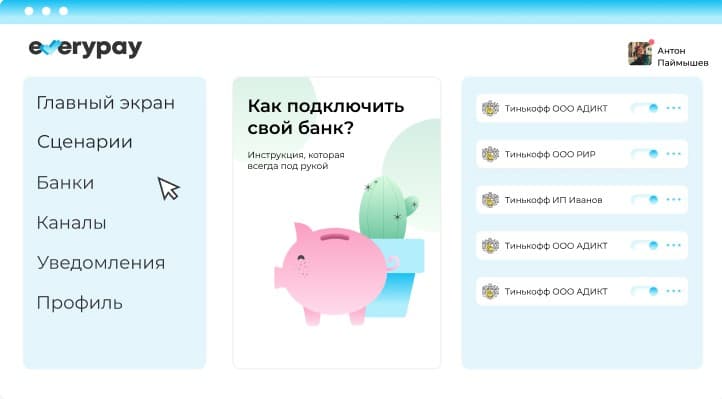 everypay
Антон
Паймышев
Главный экран
Сценарии
Банки
Каналы
Уведомления
Профиль
Как подключить
свой банк?
Инструкция, которая
всегда под рукой
Тинькофф ООО АДИКТ
Тинькофф ООО РИР
Тинькофф ИП Иванов
Тинькофф ООО АДИКТ
Тинькофф ООО АДИКТ